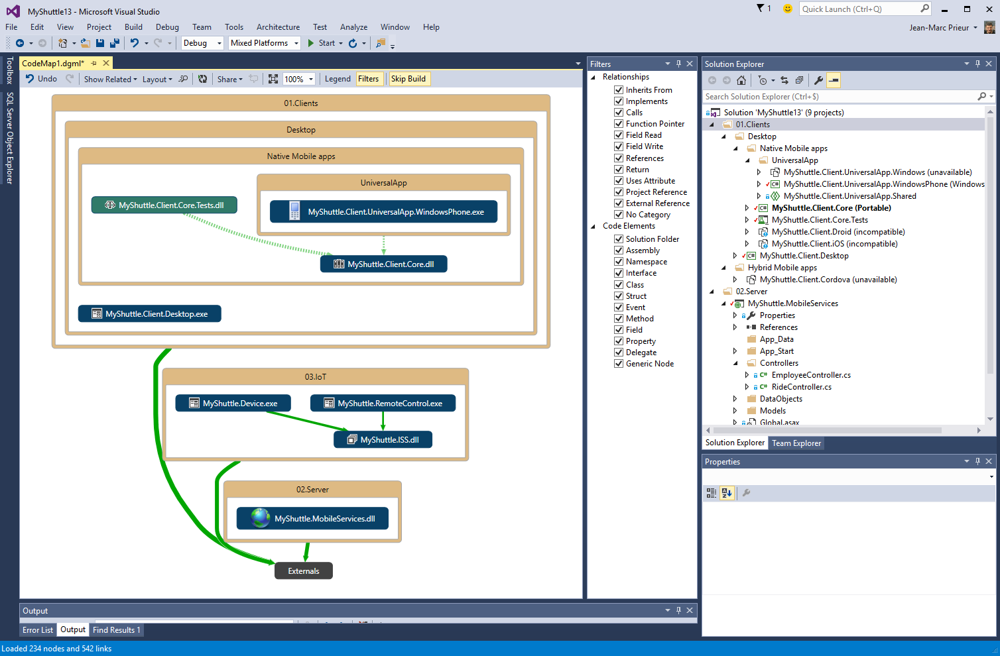 MyShuttle13 - Microsoft Visual Studio
1
Quick Launch (Ctrl+Q)
File Edit View Project Build Debug Team Tools Architecture Test Analyze Window Help
Jean-Marc Prieur
Debug Mixed Platforms Start
Toolbox
SQL Server Object Explorer
CodeMap1.dgml*
Undo Show Related Layout Share 100% Legend Filters Skip Build
01.Clients
Desktop
Native Mobile apps
UniversalApp
MyShuttle.Client.Core.Tests.dll
MyShuttle.Client.UniversalApp.WindowsPhone.exe
MyShuttle.Client.Core.dll
MyShuttle.Client.Desktop.exe
03.IoT
MyShuttle.Device.exe
MyShuttle.RemoteControl.exe
MyShuttle.ISS.dll
02.Server
MyShuttle.MobileServices.dll
Externals
Filters
Relationships
Inherits From
Implements
Calls
Function Pointer
Field Read
Field Write
References
Return
Uses Attribute
Project Reference
External Reference
No Category
Code Elements
Solution Folder
Assembly
Namespace
Interface
Class
Struct
Event
Method
Field
Property
Delegate
Generic Node
Solution Explorer
Search Solution Explorer (Ctrl+$)
Solution 'MyShuttle13' (9 projects)
01.Clients
Desktop
Native Mobile apps
UniversalApp
MyShuttle.Client.UniversalApp.Windows (unavailable)
C# MyShuttle.Client.UniversalApp.WindowsPhone (Windows
MyShuttle.Client.UniversalApp.Shared
C# MyShuttle.Client.Core (Portable)
MyShuttle.Client.Core.Tests
MyShuttle.Client.Droid (incompatible)
MyShuttle.Client.iOS (incompatible)
C# MyShuttle.Client.Desktop
Hybrid Mobile apps
MyShuttle.Client.Cordova (unavailable)
02.Server
MyShuttle.MobileServices
Properties
References
App_Data
App_Start
Controllers
C# EmployeeController.cs
C# RideController.cs
DataObjects
Models
Global.asax
Solution Explorer Team Explorer
Properties
Output
Error List Output Find Results 1
Loaded 234 nodes and 542 links